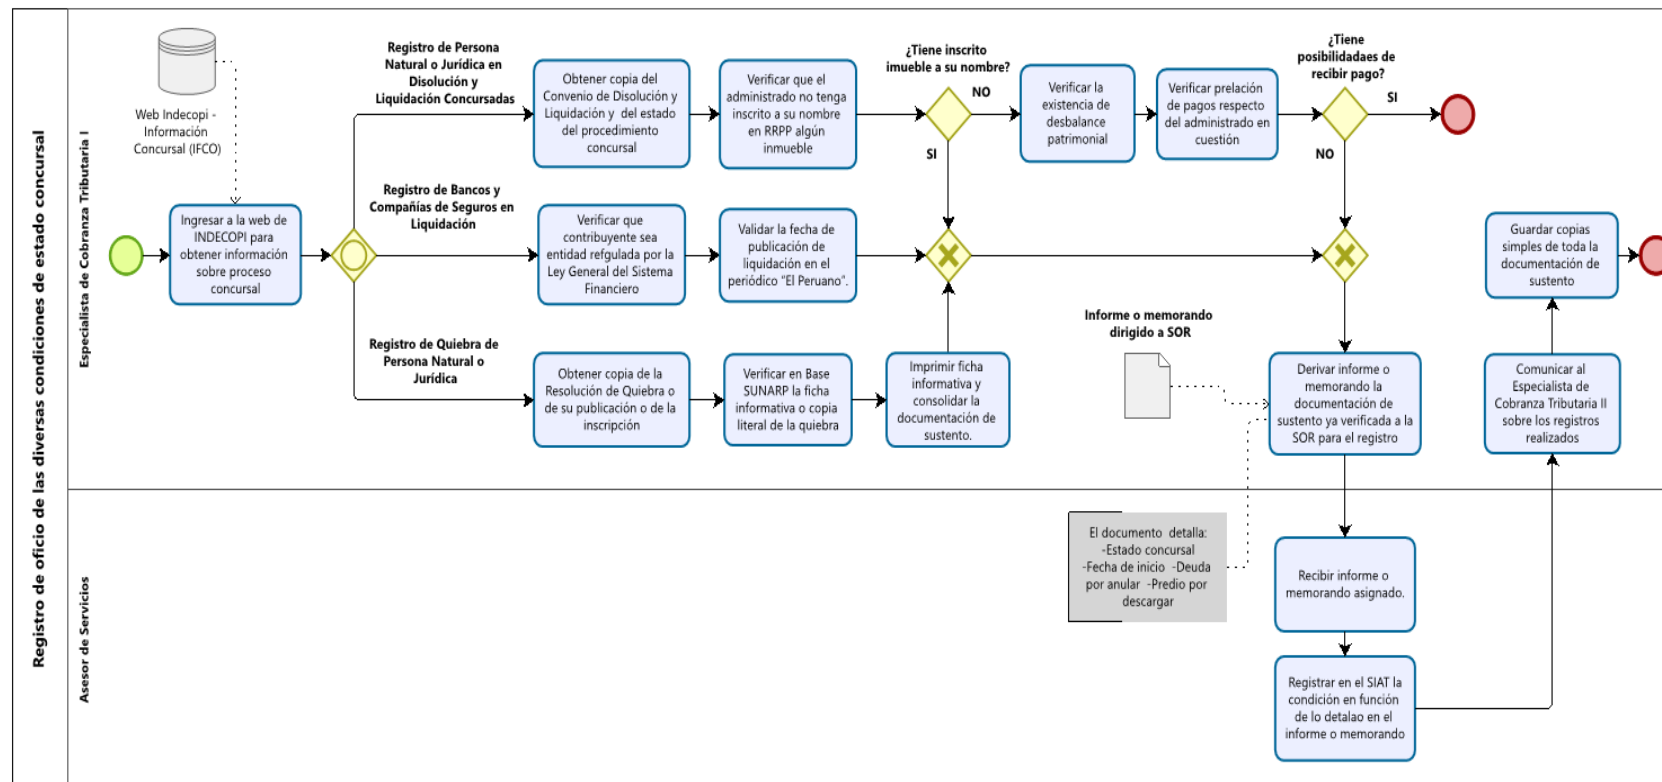 Registro de oficio de las diversas condiciones de estado concursal
Especialista de Cobranza Tributaria I
Asesor de Servicios
Web Indecopi -
Información
Concursal (IFCO)
Ingresar a la web de
INDECOPI para
obtener información
sobre proceso
concursal
Registro de Persona
Natural o Jurídica en
Disolución y
Liquidación Concursadas
Obtener copia del
Convenio de Disolución y
Liquidación y del estado
del procedimiento
concursal
Verificar que el
administrado no tenga
inscrito a su nombre
en RRPP algún
inmueble
¿Tiene inscrito
imueble a su nombre?
NO
SI
Verificar la
existencia de
desbalance
patrimonial
Verificar prelación
de pagos respecto
del administrado en
cuestión
¿Tiene
posibilidadaes de
recibir pago?
SI
NO
Registro de Bancos y
Compañías de Seguros en
Liquidación
Verificar que
contribuyente sea
entidad refgulada por la
Ley General del Sistema
Financiero
Validar la fecha de
publicación de
liquidación en el
periódico "El Peruano".
Registro de Quiebra de
Persona Natural o
Jurídica
Obtener copia de la
Resolución de Quiebra o
de su publicación o de la
inscripción
Verificar en Base
SUNARP la ficha
informativa o copia
literal de la quiebra
Imprimir ficha
informativa y
consolidar la
documentación de
sustento.
Informe o memorando
dirigido a SOR
Derivar informe o
memorando la
documentación de
sustento ya verificada a la
SOR para el registro
El documento detalla:
-Estado concursal
-Fecha de inicio -Deuda
por anular -Predio por
descargar
Recibir informe o
memorando asignado.
Registrar en el SIAT la
condición en función
de lo detalao en el
informe o memorando
Comunicar al
Especialista de
Cobranza Tributaria II
sobre los registros
realizados
Guardar copias
simples de toda la
documentación de
sustento